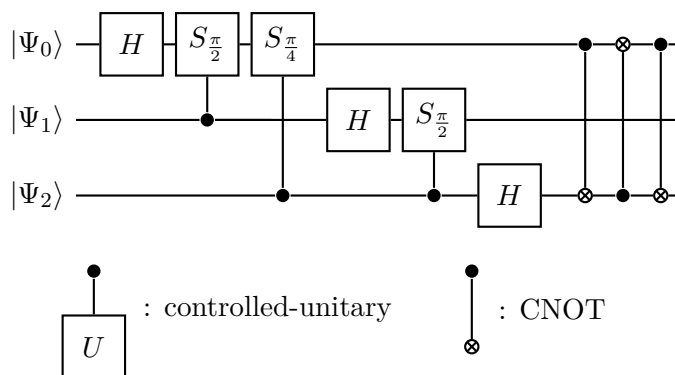 |Ψ₀⟩ H S_{π/2} S_{π/4}
|Ψ₁⟩ H S_{π/2}
|Ψ₂⟩ H
U : controlled-unitary
: CNOT